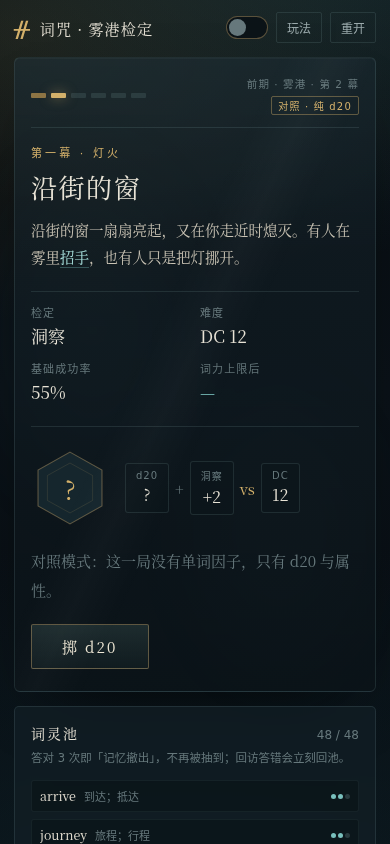 # 词咒 · 雾港检定
玩法
重开
前期 · 雾港 · 第 2 幕
对照 · 纯 d20
第一幕 · 灯火
沿街的窗
沿街的窗一扇扇亮起，又在你走近时熄灭。有人在
雾里招手，也有人只是把灯挪开。
检定
难度
洞察
DC 12
基础成功率
词力上限后
55%
—
?
d20
?
+
洞察
+2
vs
DC
12
对照模式：这一局没有单词因子，只有 d20 与属
性。
掷 d20
词灵池
48 / 48
答对 3 次即「记忆撤出」，不再被抽到；回访答错会立刻回池。
arrive 到达；抵达
journey 旅程；行程